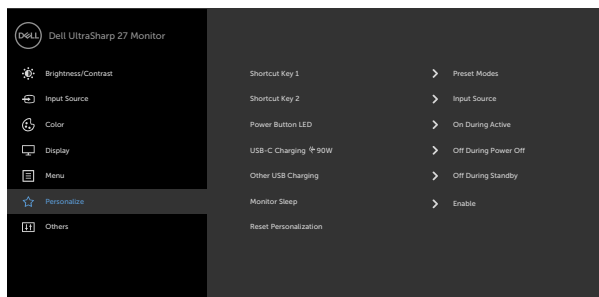 DELL
Dell UltraSharp 27 Monitor
Brightness/Contrast
Input Source
Color
Display
Menu
Personalize
Others
Shortcut Key 1 Preset Modes
Shortcut Key 2 Input Source
Power Button LED On During Active
USB-C Charging 90W Off During Power Off
Other USB Charging Off During Standby
Monitor Sleep Enable
Reset Personalization